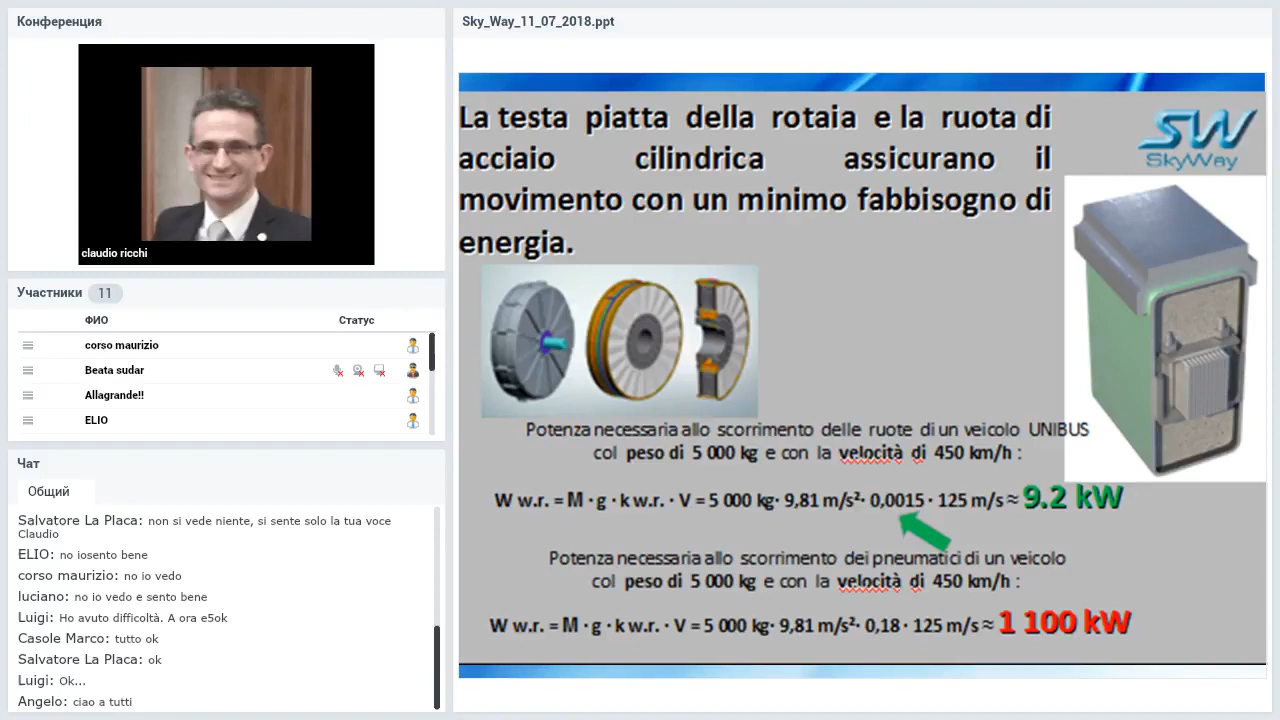 Конференция
claudio ricchi
Участники 11
ФИО Статус
corso maurizio
Beata sudar
Allagrande!!
ELIO
Чат
Общий
Salvatore La Placa: non si vede niente, si sente solo la tua voce
Claudio
ELIO: no iosento bene
corso maurizio: no io vedo
luciano: no io vedo e sento bene
Luigi: Ho avuto difficoltà. A ora e5ok
Casole Marco: tutto ok
Salvatore La Placa: ok
Luigi: Ok...
Angelo: ciao a tutti
Sky_Way_11_07_2018.ppt
La testa piatta della rotaia e la ruota di
acciaio cilindrica assicurano il
movimento con un minimo fabbisogno di
energia.
SW
SkyWay
Potenza necessaria allo scorrimento delle ruote di un veicolo UNIBUS
col peso di 5 000 kg e con la velocità di 450 km/h :
W w.r. = M · g · k w.r. · V = 5 000 kg· 9,81 m/s²· 0,0015 · 125 m/s ≈ 9.2 kW
Potenza necessaria allo scorrimento dei pneumatici di un veicolo
col peso di 5 000 kg e con la velocità di 450 km/h :
W w.r. = M · g · k w.r. · V = 5 000 kg· 9,81 m/s²· 0,18 · 125 m/s ≈ 1 100 kW